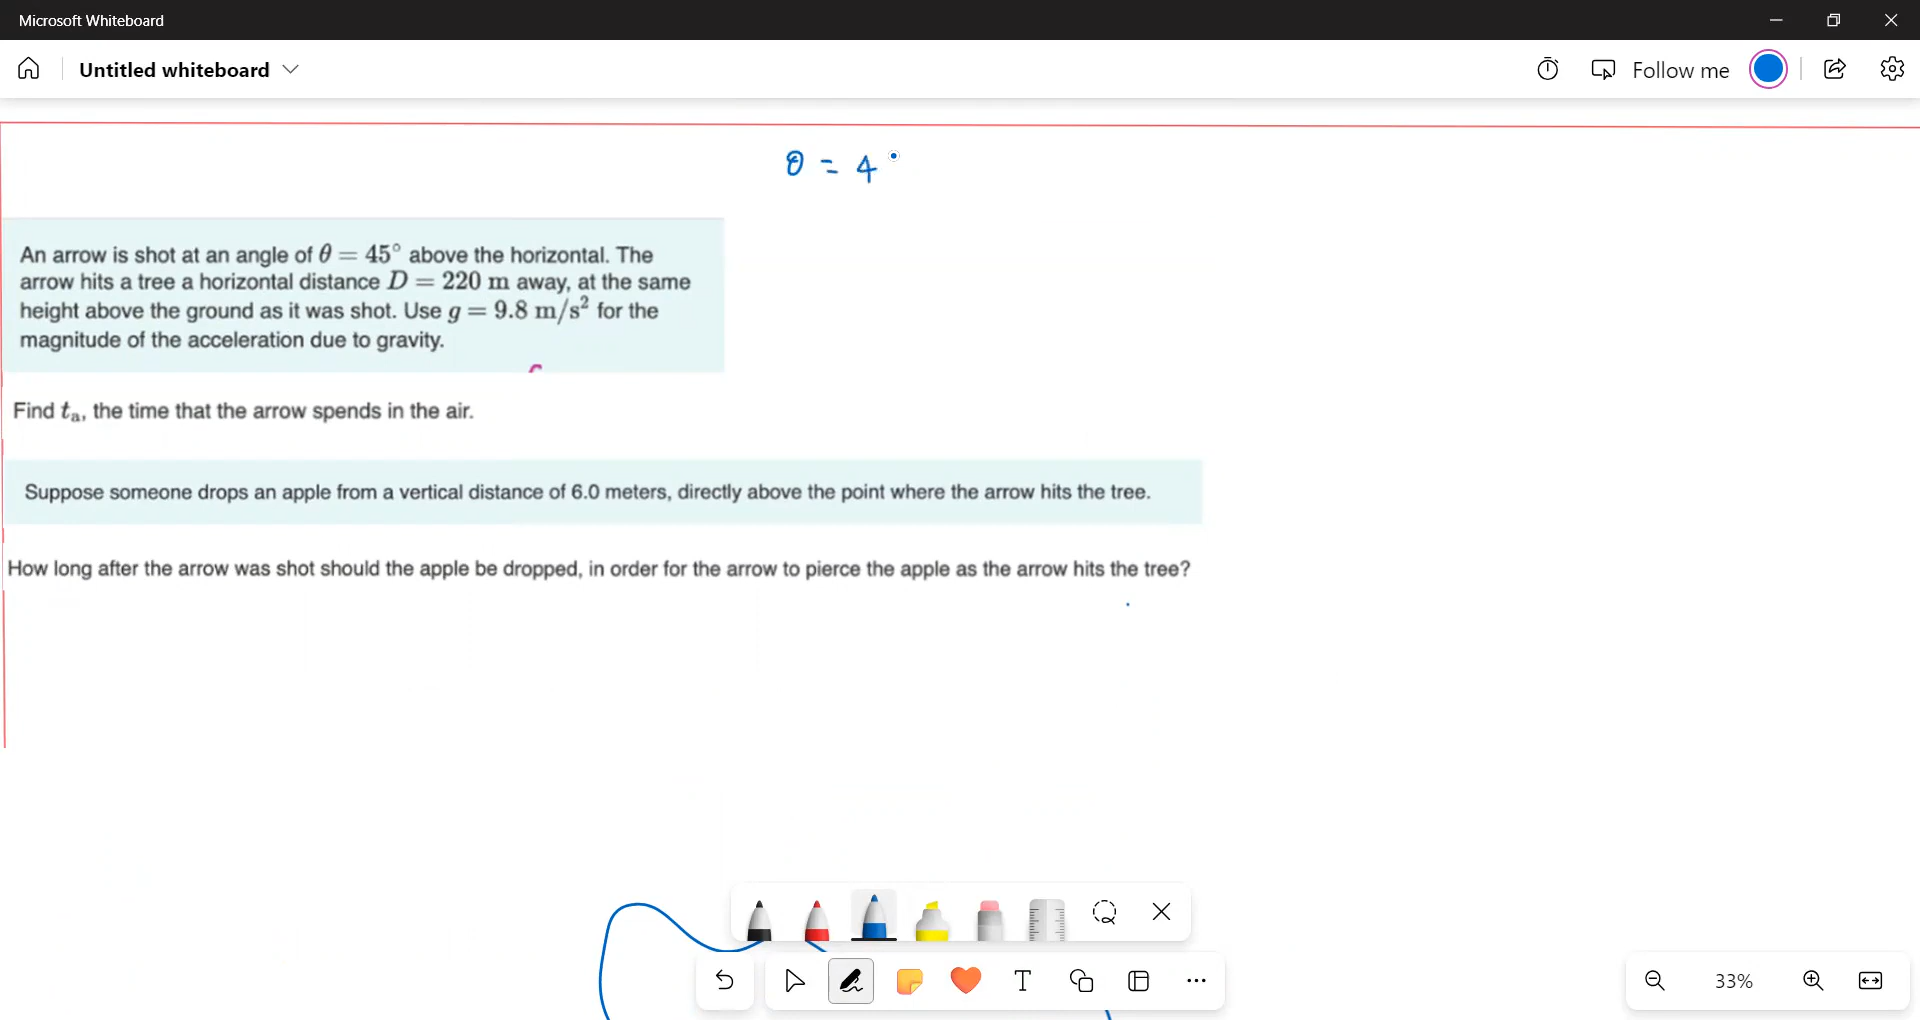 Microsoft Whiteboard
Untitled whiteboard
Follow me
θ = 4
An arrow is shot at an angle of θ = 45° above the horizontal. The
arrow hits a tree a horizontal distance D = 220 m away, at the same
height above the ground as it was shot. Use g = 9.8 m/s² for the
magnitude of the acceleration due to gravity.
Find tₐ, the time that the arrow spends in the air.
Suppose someone drops an apple from a vertical distance of 6.0 meters, directly above the point where the arrow hits the tree.
How long after the arrow was shot should the apple be dropped, in order for the arrow to pierce the apple as the arrow hits the tree?
33%